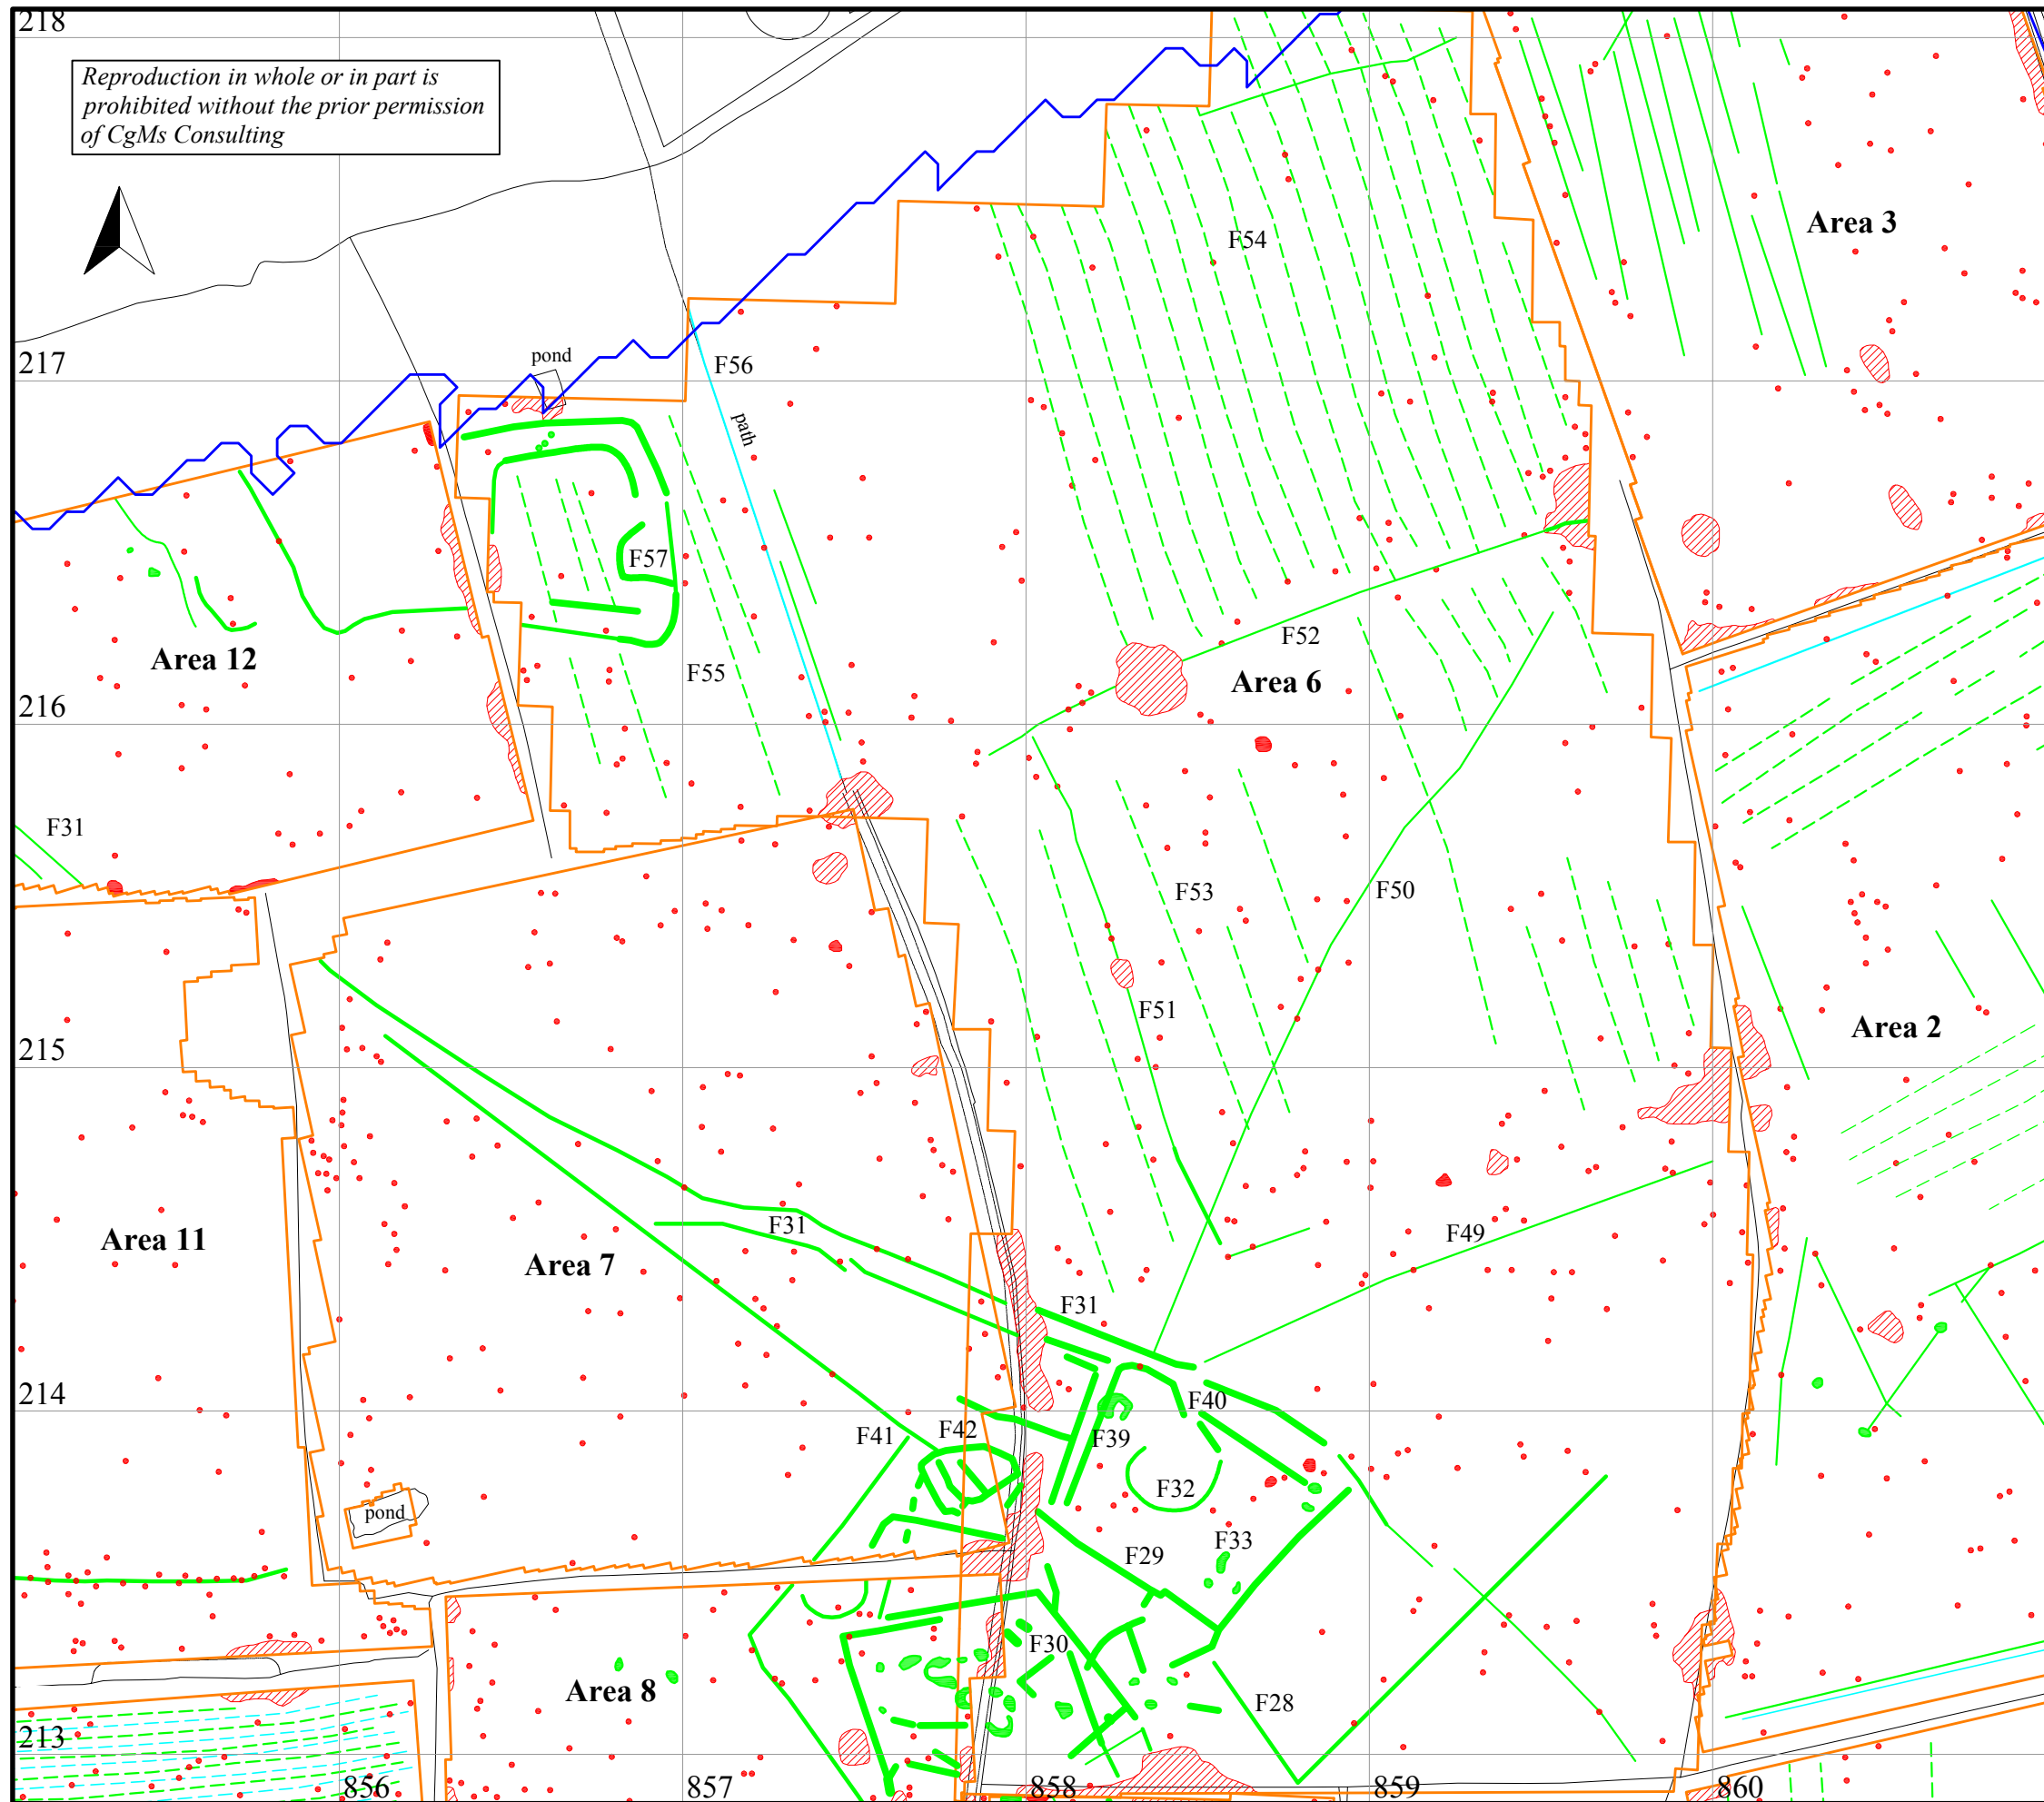 218
Reproduction in whole or in part is
prohibited without the prior permission
of CgMs Consulting
Area 3
F54
pond
217
F56
path
F57
Area 12
F55
F52
Area 6
216
F31
F53
F50
F51
Area 2
215
Area 11
Area 7
F31
F49
F31
214
F41
F42
F40
F39
F32
pond
F29
F33
F30
Area 8
F28
213
856
857
858
859
860